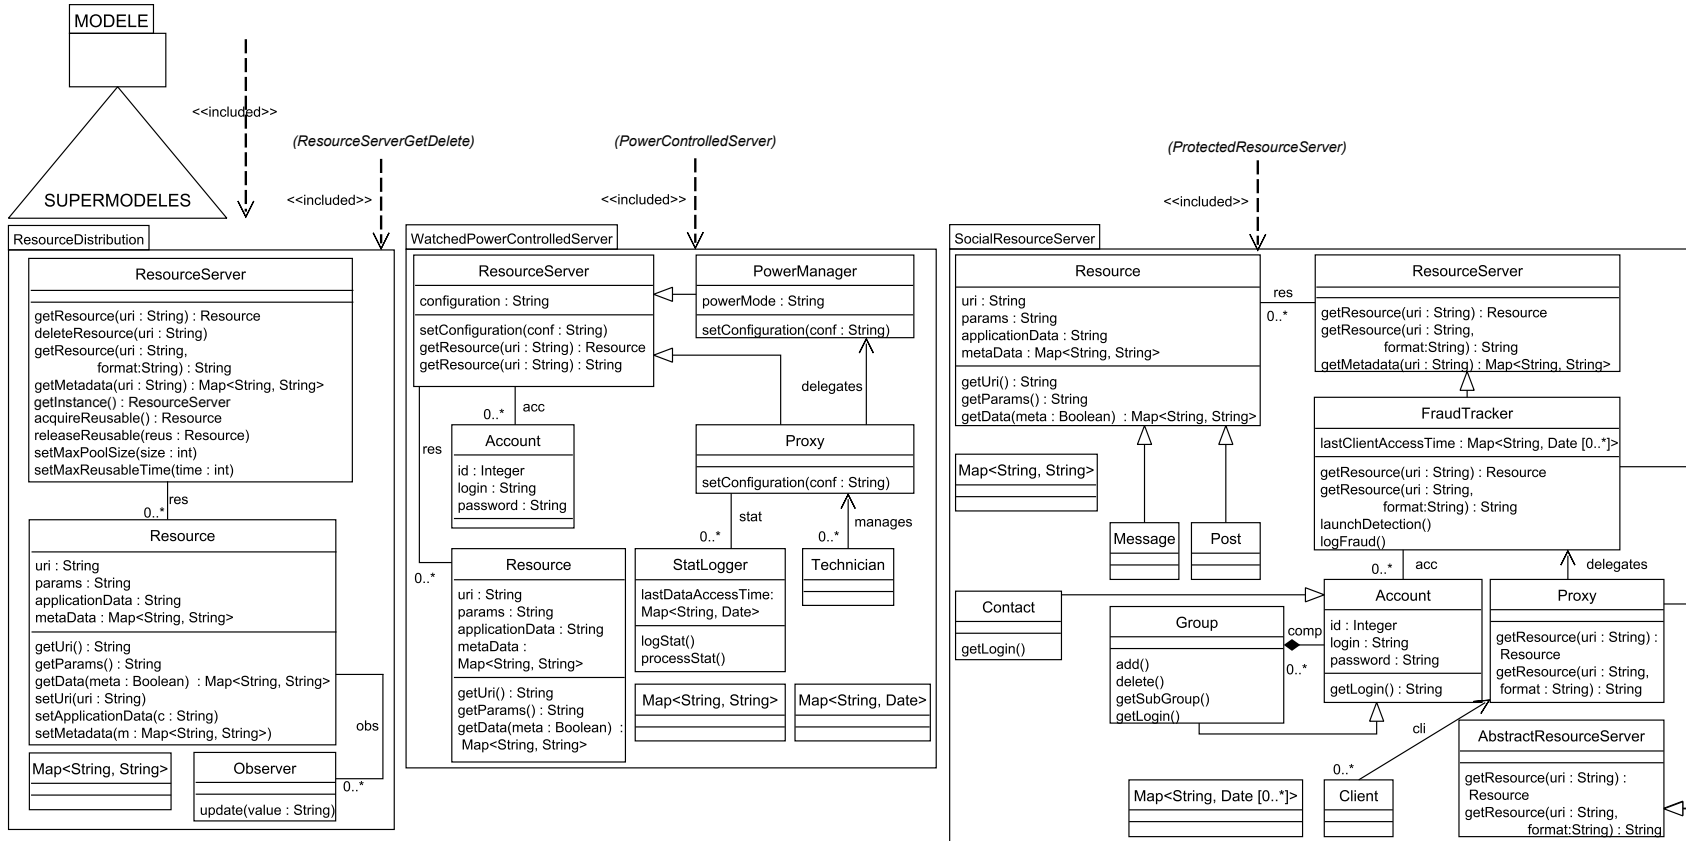 MODELE
SUPERMODELES
<<included>>
(ResourceServerGetDelete)
<<included>>
(PowerControlledServer)
<<included>>
(ProtectedResourceServer)
<<included>>
ResourceDistribution
ResourceServer
getResource(uri : String) : Resource
deleteResource(uri : String)
getResource(uri : String,
format:String) : String
getMetadata(uri : String) : Map<String, String>
getInstance() : ResourceServer
acquireReusable() : Resource
releaseReusable(reus : Resource)
setMaxPoolSize(size : int)
setMaxReusableTime(time : int)
res
0..*
Resource
uri : String
params : String
applicationData : String
metaData : Map<String, String>
getUri() : String
getParams() : String
getData(meta : Boolean) : Map<String, String>
setUri(uri : String)
setApplicationData(c : String)
setMetadata(m : Map<String, String>)
obs
0..*
Map<String, String>
Observer
update(value : String)
WatchedPowerControlledServer
ResourceServer
configuration : String
setConfiguration(conf : String)
getResource(uri : String) : Resource
getResource(uri : String) : String
PowerManager
powerMode : String
setConfiguration(conf : String)
delegates
acc
0..*
Account
id : Integer
login : String
password : String
res
0..*
Proxy
setConfiguration(conf : String)
stat
0..*
manages
0..*
Resource
uri : String
params : String
applicationData : String
metaData :
Map<String, String>
getUri() : String
getParams() : String
getData(meta : Boolean) :
Map<String, String>
StatLogger
lastDataAccessTime:
Map<String, Date>
logStat()
processStat()
Technician
Map<String, String>
Map<String, Date>
SocialResourceServer
Resource
uri : String
params : String
applicationData : String
metaData : Map<String, String>
getUri() : String
getParams() : String
getData(meta : Boolean) : Map<String, String>
res
0..*
ResourceServer
getResource(uri : String) : Resource
getResource(uri : String,
format:String) : String
getMetadata(uri : String) : Map<String, String>
FraudTracker
lastClientAccessTime : Map<String, Date [0..*]>
getResource(uri : String) : Resource
getResource(uri : String,
format:String) : String
launchDetection()
logFraud()
Map<String, String>
Message
Post
acc
0..*
delegates
Contact
getLogin()
Group
add()
delete()
getSubGroup()
getLogin()
comp
0..*
Account
id : Integer
login : String
password : String
getLogin() : String
Proxy
getResource(uri : String) :
Resource
getResource(uri : String,
format : String) : String
cli
0..*
Map<String, Date [0..*]>
Client
AbstractResourceServer
getResource(uri : String) :
Resource
getResource(uri : String,
format:String) : String